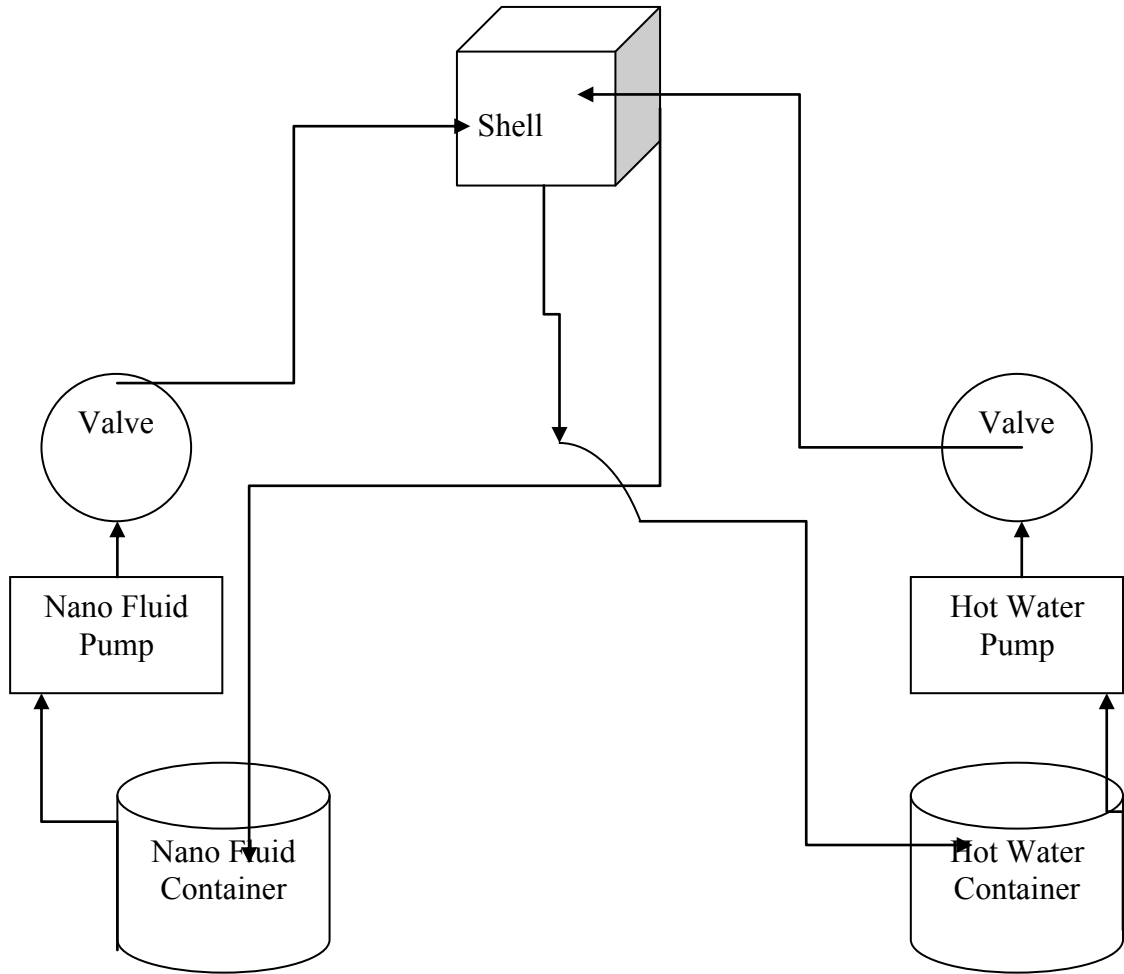 Shell
Valve
Valve
Nano Fluid
Pump
Hot Water
Pump
Nano Fluid
Container
Hot Water
Container